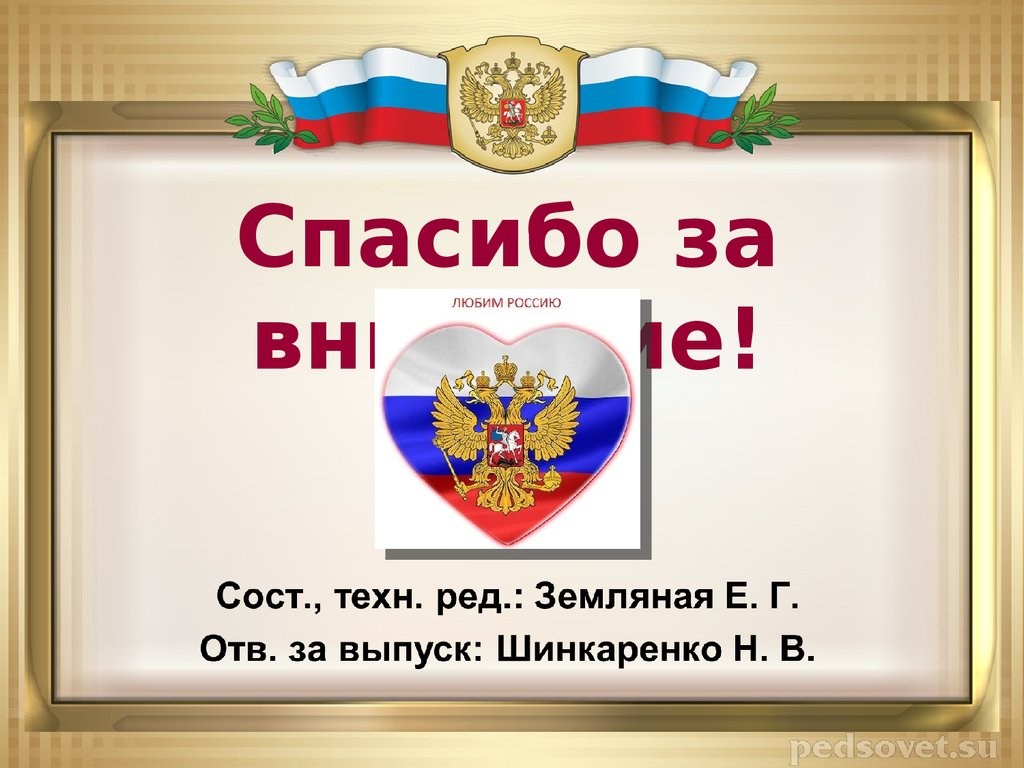 Спасибо за
ЛЮБИМ РОССИЮ
Сост., техн. ред.: Земляная Е. Г.
Отв. за выпуск: Шинкаренко Н. В.
pedsovet.su